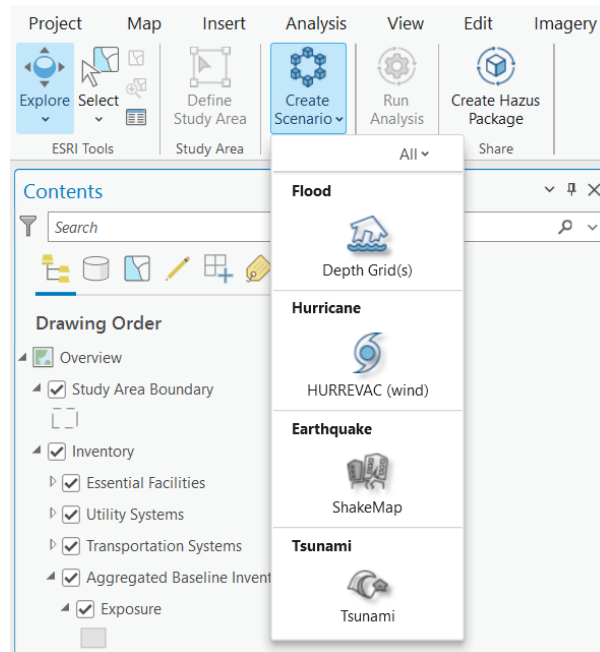 Project Map Insert Analysis View Edit Imagery
Explore Select Define Study Area Create Scenario Run Analysis Create Hazus Package
ESRI Tools Study Area Share
All
Contents
Search
Drawing Order
Overview
Study Area Boundary
Inventory
Essential Facilities
Utility Systems
Transportation Systems
Aggregated Baseline Invent
Exposure
Flood
Depth Grid(s)
Hurricane
HURREVAC (wind)
Earthquake
ShakeMap
Tsunami
Tsunami